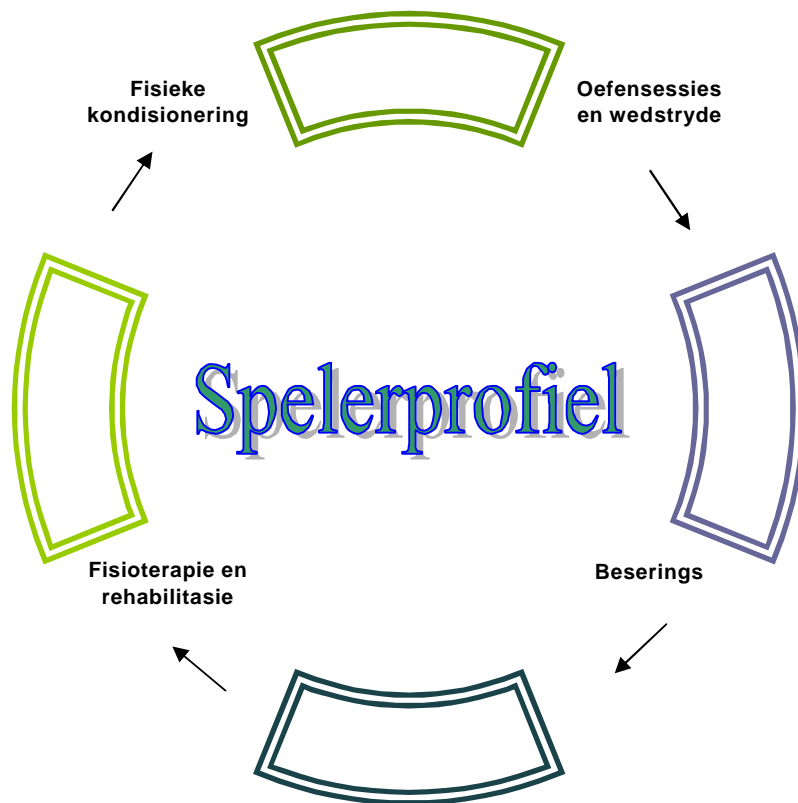 Fisieke
kondisionering
Oefensessies
en wedstryde
Spelerprofiel
Fisioterapie en
rehabilitasie
Beserings